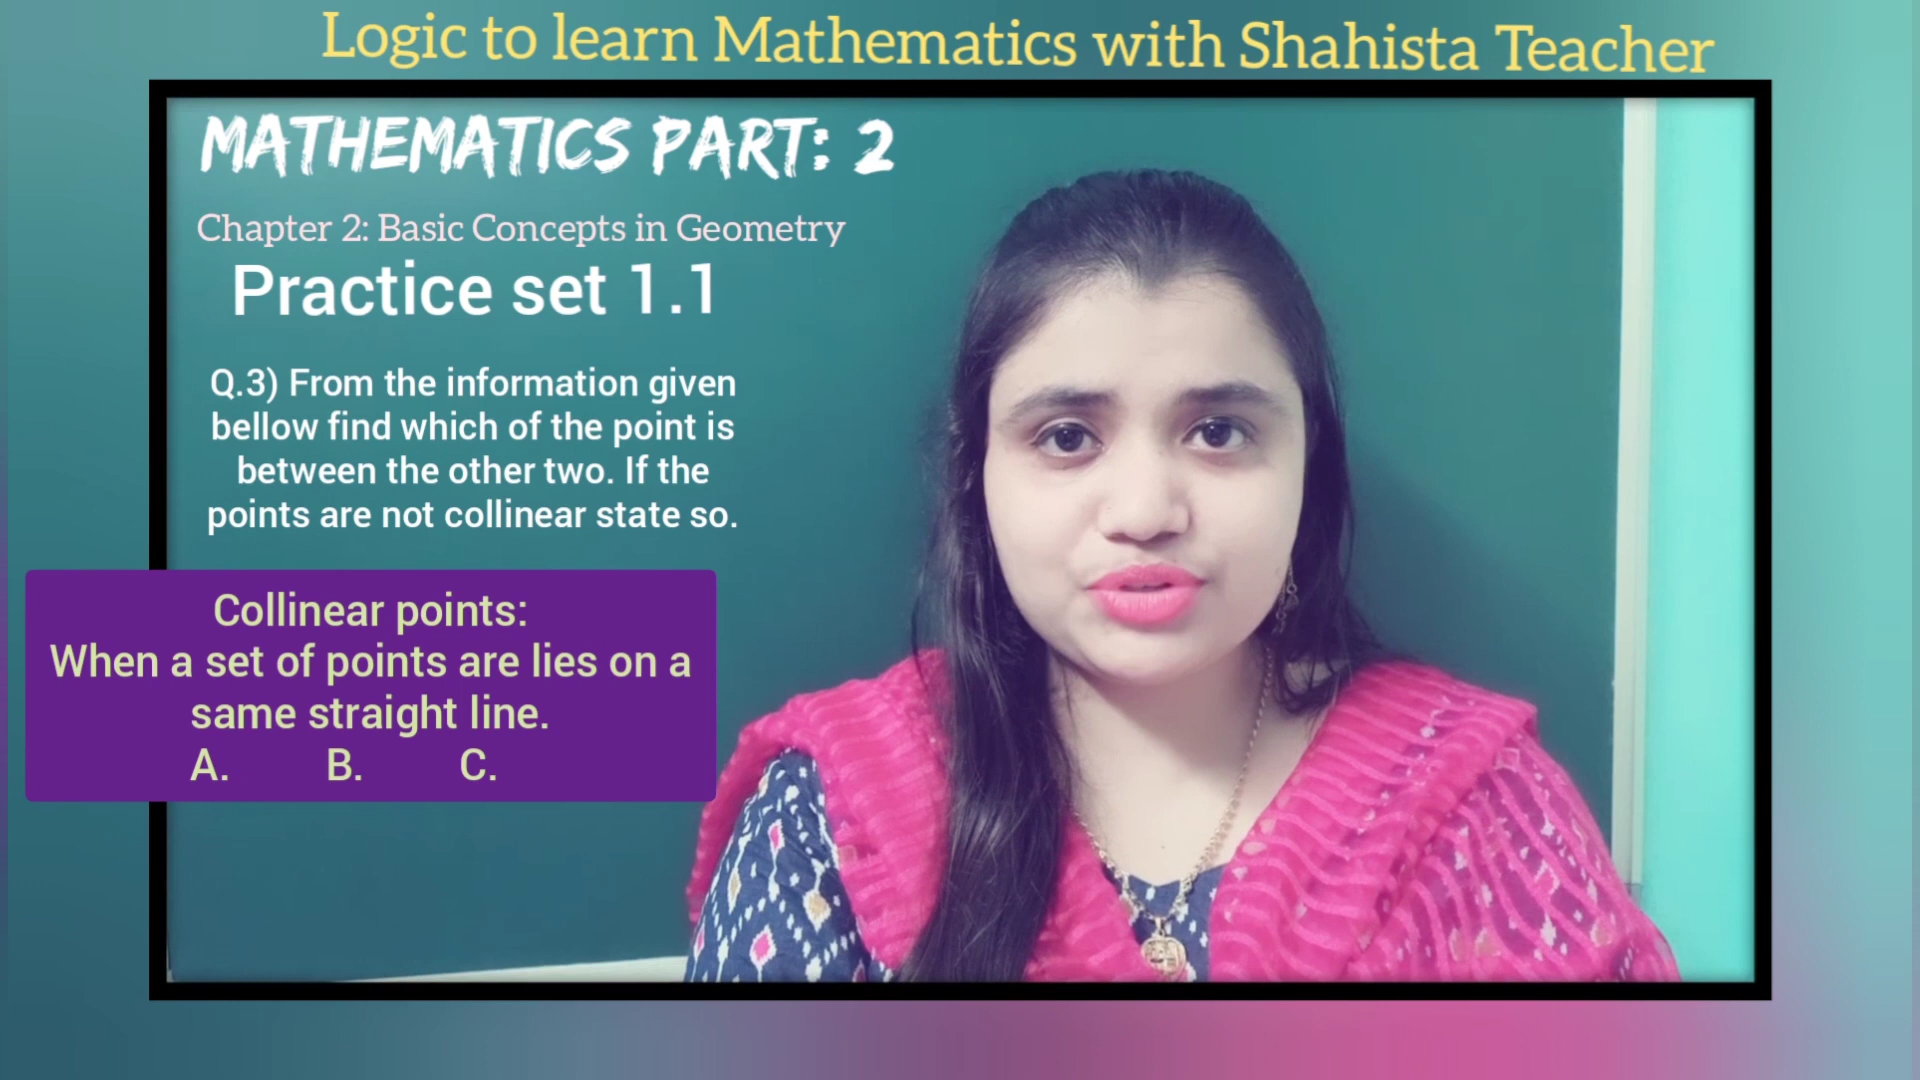 Logic to learn Mathematics with Shahista Teacher
MATHEMATICS PART: 2
Chapter 2: Basic Concepts in Geometry
Practice set 1.1
Q.3) From the information given
bellow find which of the point is
between the other two. If the
points are not collinear state so.
Collinear points:
When a set of points are lies on a
same straight line.
A. B. C.